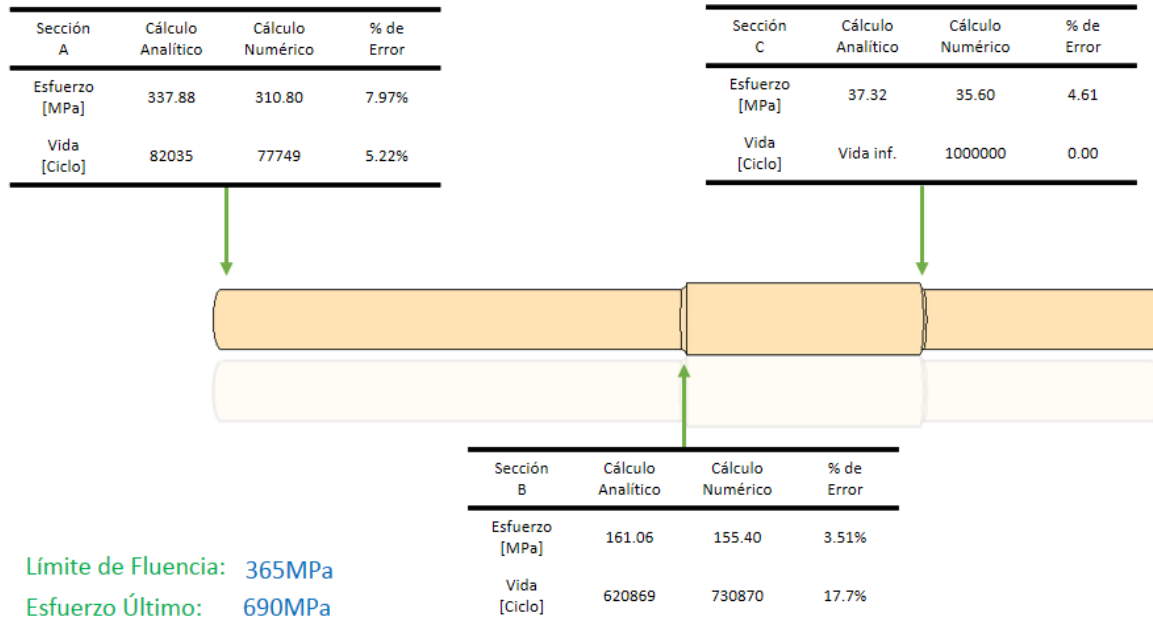 Sección A Cálculo Analítico Cálculo Numérico % de Error
Esfuerzo [MPa] 337.88 310.80 7.97%
Vida [Ciclo] 82035 77749 5.22%
Sección C Cálculo Analítico Cálculo Numérico % de Error
Esfuerzo [MPa] 37.32 35.60 4.61
Vida [Ciclo] Vida inf. 1000000 0.00
Sección B Cálculo Analítico Cálculo Numérico % de Error
Esfuerzo [MPa] 161.06 155.40 3.51%
Vida [Ciclo] 620869 730870 17.7%
Límite de Fluencia: 365MPa
Esfuerzo Último: 690MPa